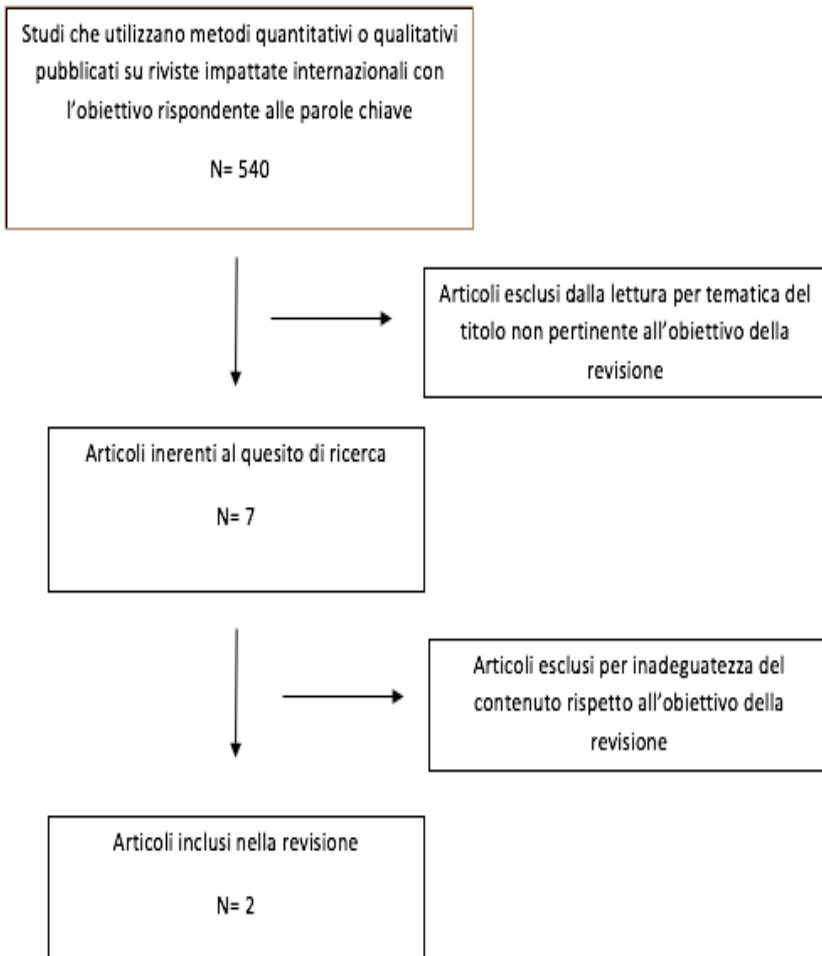 Studi che utilizzano metodi quantitativi o qualitativi
pubblicati su riviste impattate internazionali con
l'obiettivo rispondente alle parole chiave
N= 540
Articoli esclusi dalla lettura per tematica del
titolo non pertinente all'obiettivo della
revisione
Articoli inerenti al quesito di ricerca
N= 7
Articoli esclusi per inadeguatezza del
contenuto rispetto all'obiettivo della
revisione
Articoli inclusi nella revisione
N= 2